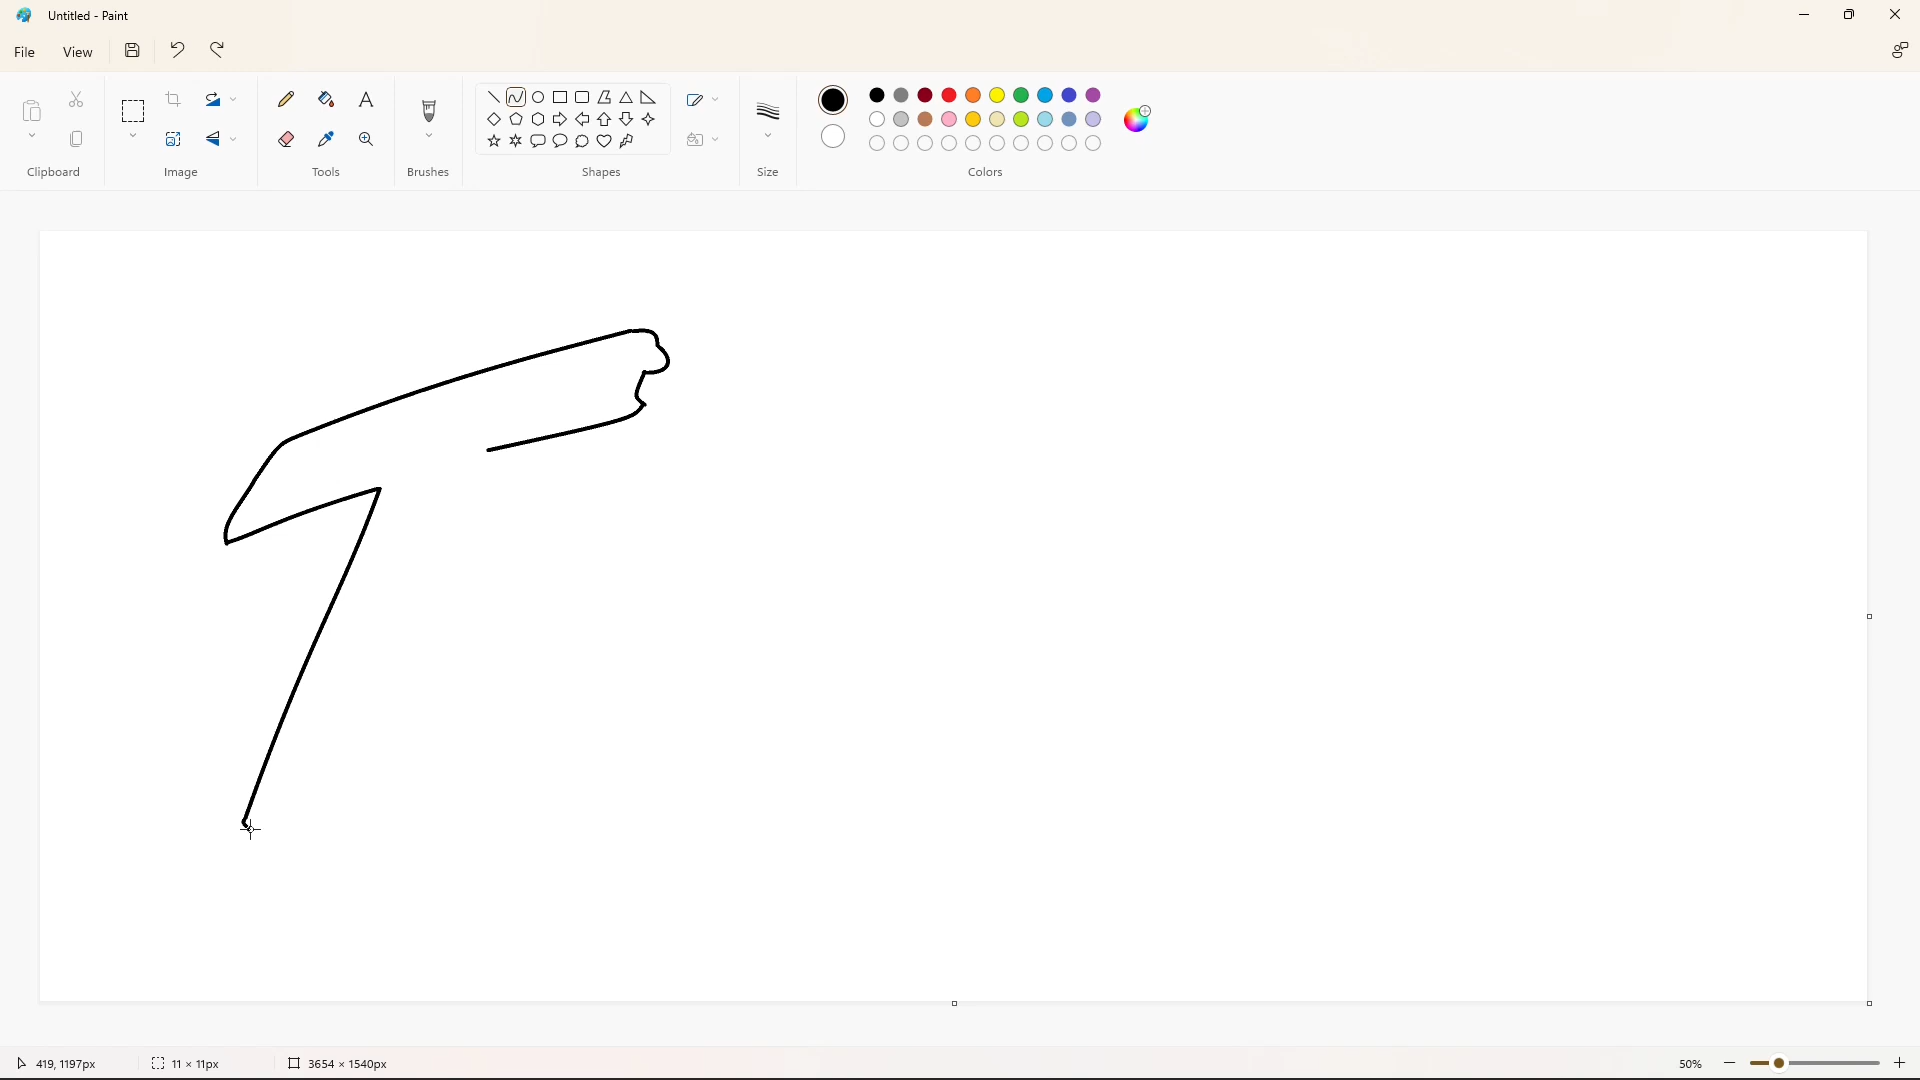 Untitled - Paint
File View
Clipboard Image Tools Brushes Shapes Size Colors
419, 1197px 11 × 11px 3654 × 1540px 50%